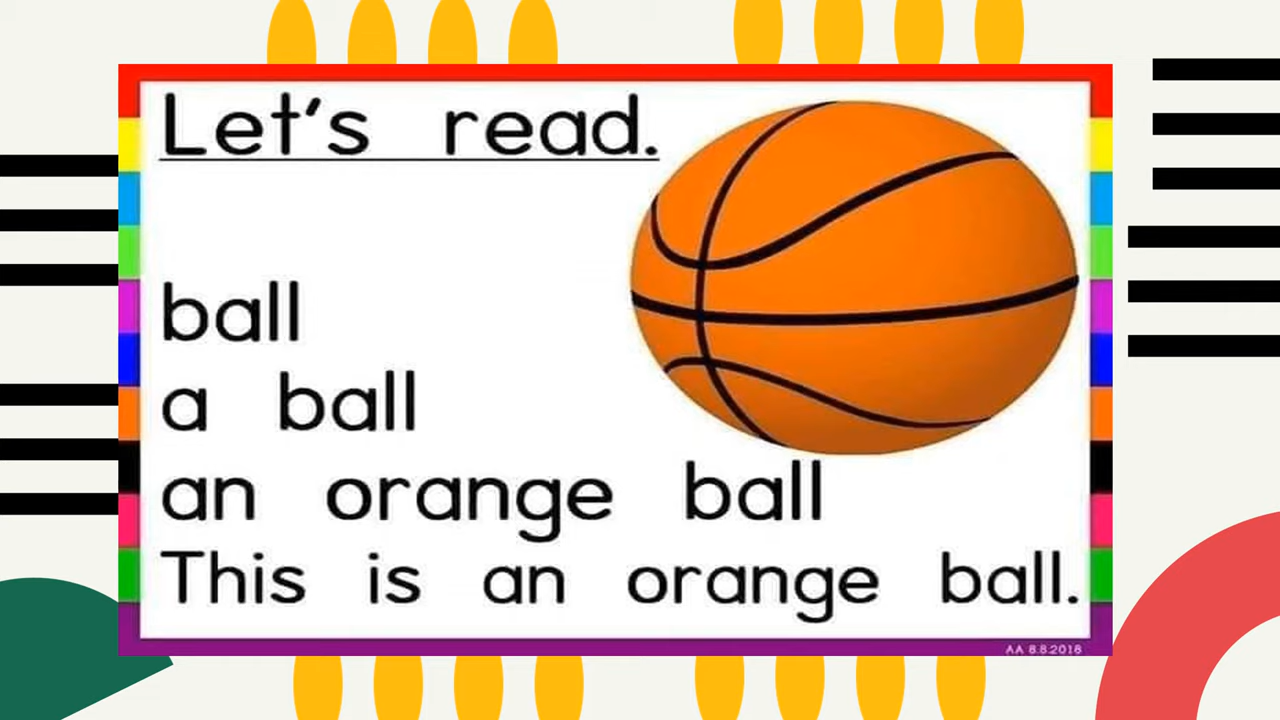 Let's read.
ball
a ball
an orange ball
This is an orange ball.
AA 8.8.2018